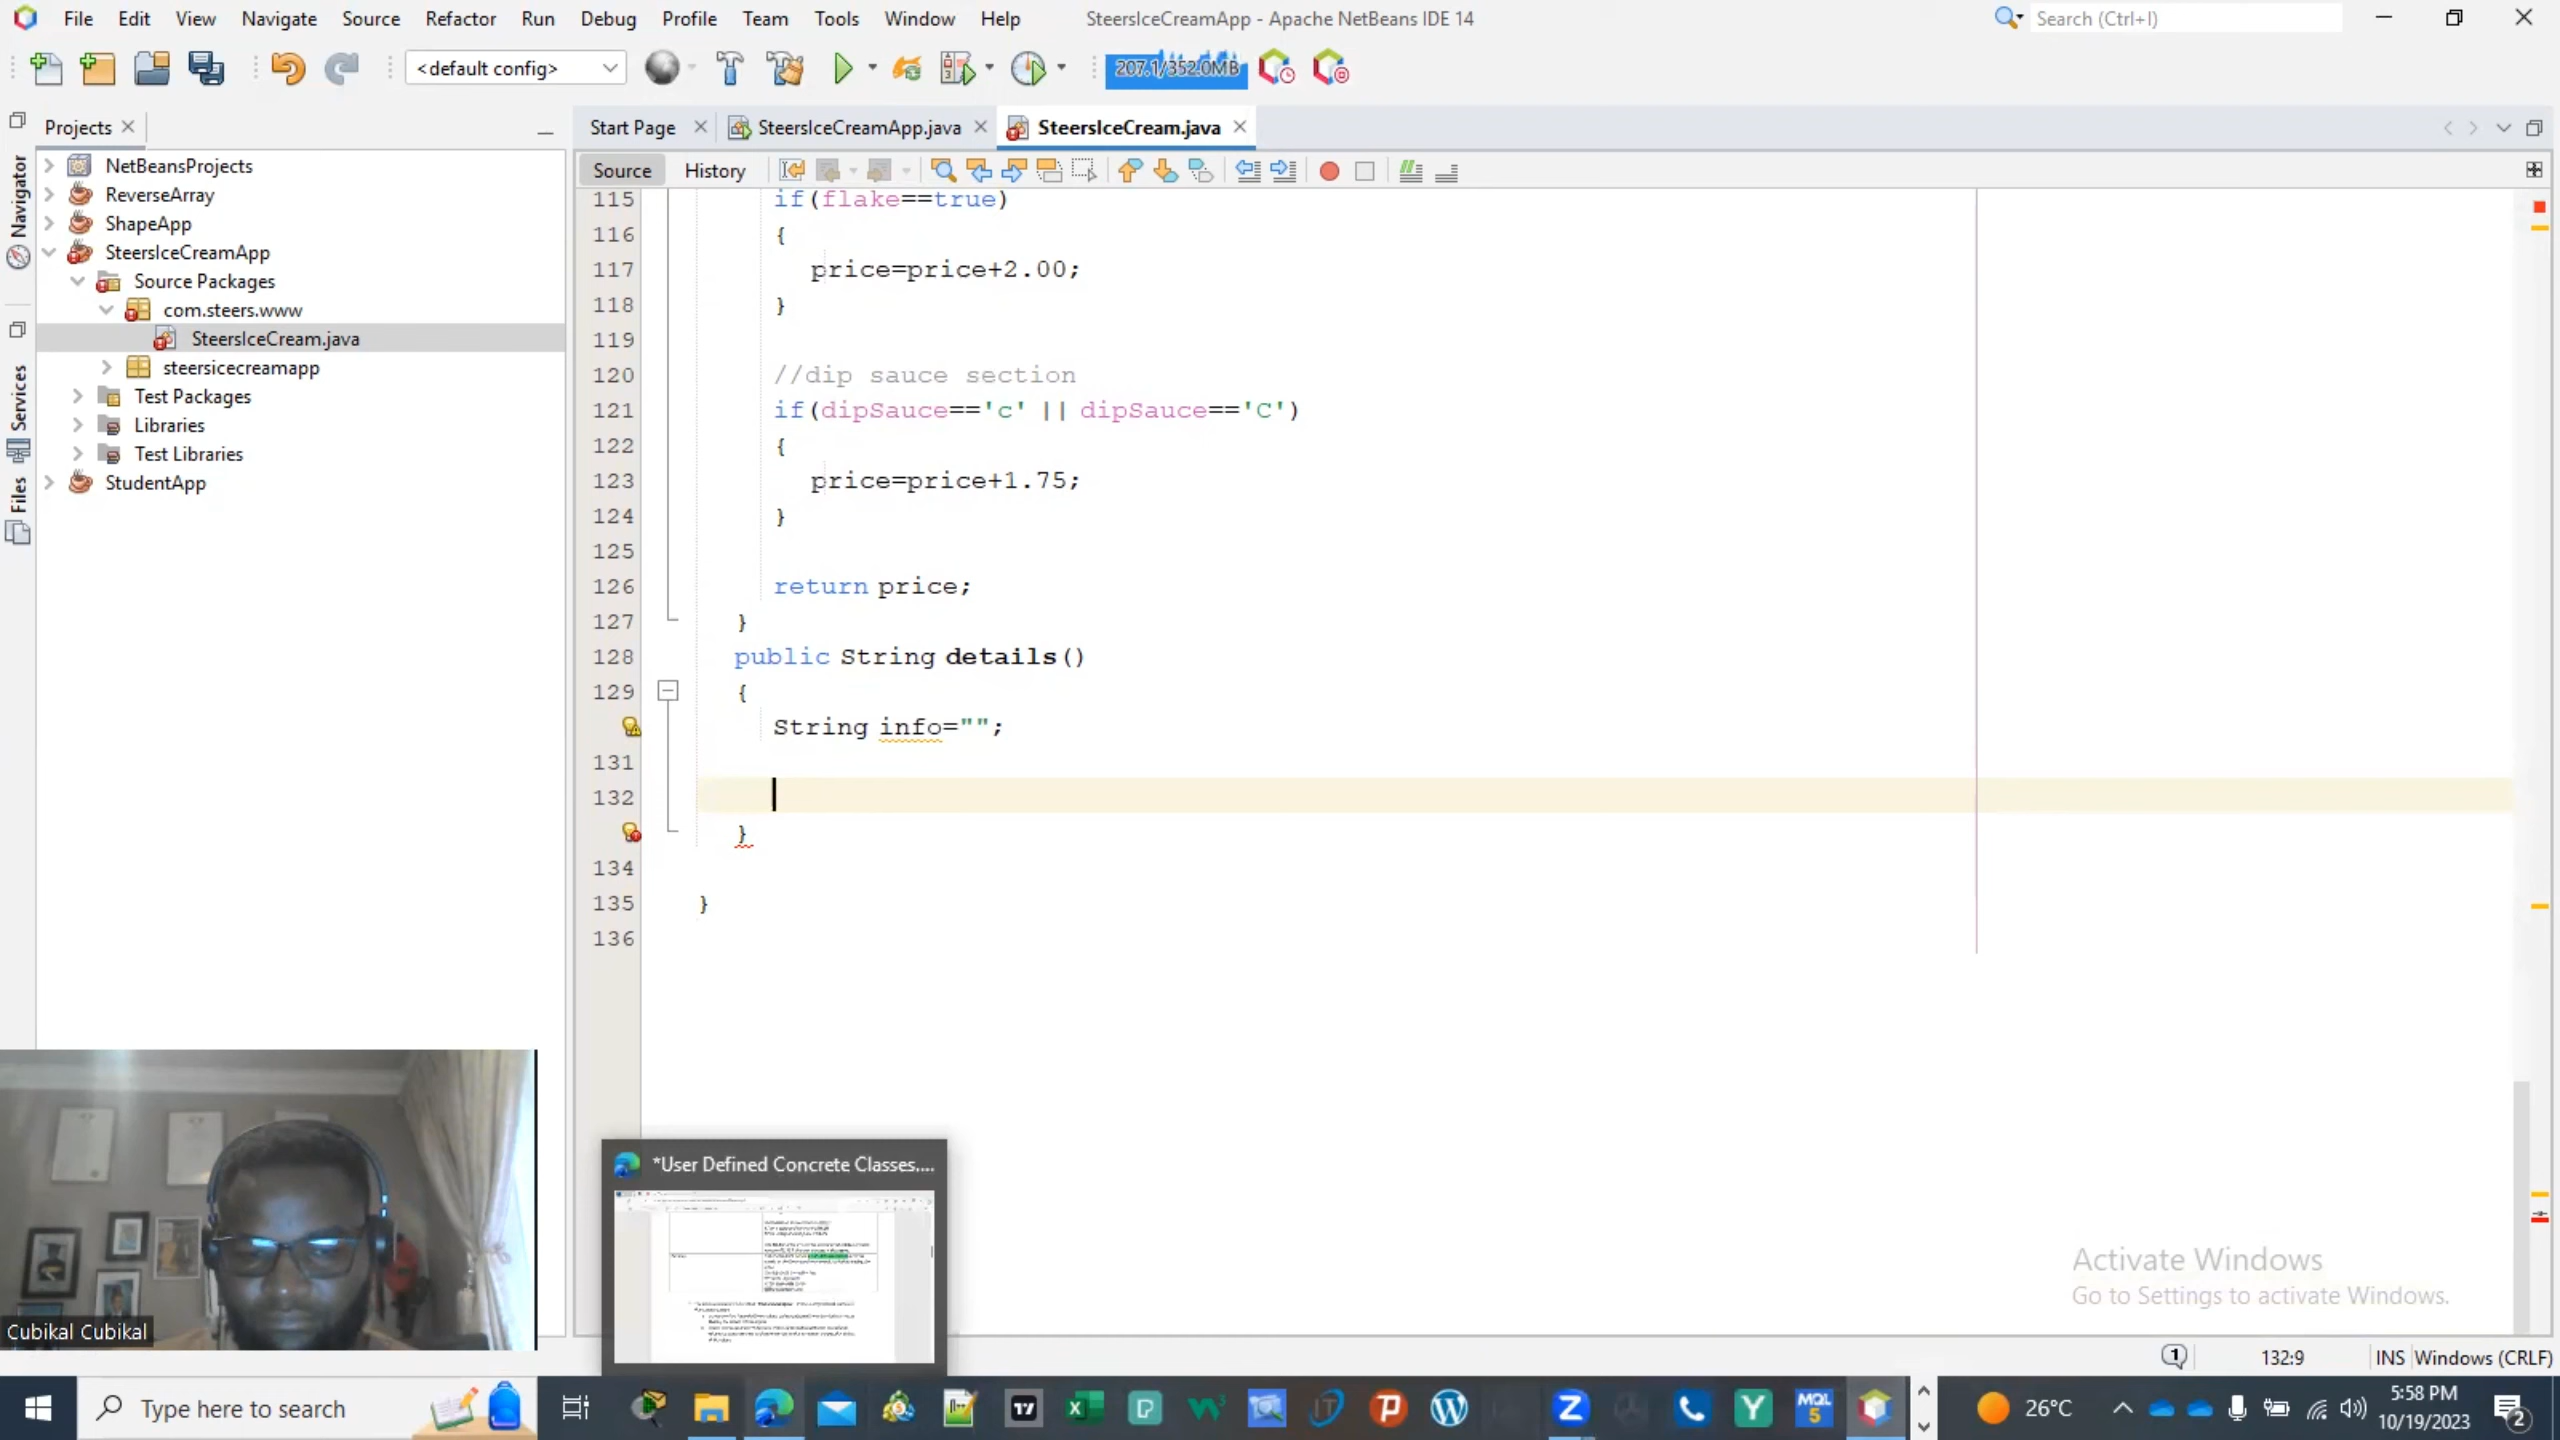 File Edit View Navigate Source Refactor Run Debug Profile Team Tools Window Help
SteersIceCreamApp - Apache NetBeans IDE 14
Search (Ctrl+I)
<default config>
207.1/352.0MB
Projects
Start Page
SteersIceCreamApp.java
SteersIceCream.java
Source
History
Navigator
Services
Files
NetBeansProjects
ReverseArray
ShapeApp
SteersIceCreamApp
Source Packages
com.steers.www
SteersIceCream.java
steersicecreamapp
Test Packages
Libraries
Test Libraries
StudentApp
115 if(flake==true)
116 {
117 price=price+2.00;
118 }
119
120 //dip sauce section
121 if(dipSauce=='c' || dipSauce=='C')
122 {
123 price=price+1.75;
124 }
125
126 return price;
127 }
128 public String details()
129 {
String info="";
131
132
}
134
135 }
136
Cubikal Cubikal
*User Defined Concrete Classes,...
Activate Windows
Go to Settings to activate Windows.
1
132:9
INS
Windows (CRLF)
Type here to search
MQL
5
26°C
5:58 PM
10/19/2023
2